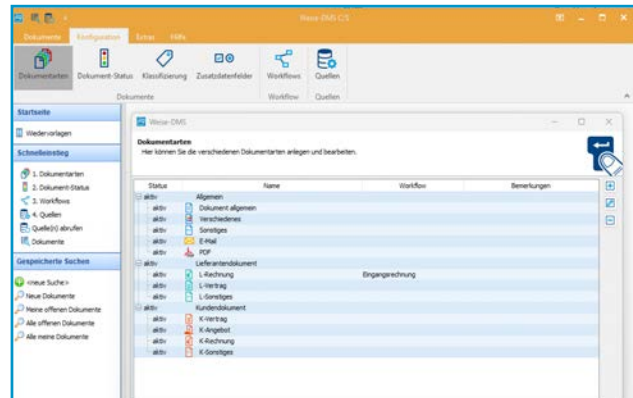 Weise-DMS C/S
Dokumente Konfiguration Extras Hilfe
Dokumentarten Dokument-Status Klassifizierung Zusatzdatenfelder Workflows Quellen
Dokumente Workflow Quellen
Startseite
Wiedervorlagen
Schnelleinstieg
1. Dokumentarten
2. Dokument-Status
3. Workflows
4. Quellen
Quelle(n) abrufen
Dokumente
Gespeicherte Suchen
<neue Suche>
Neue Dokumente
Meine offenen Dokumente
Alle offenen Dokumente
Alle meine Dokumente
Weise-DMS
Dokumentarten
Hier können Sie die verschiedenen Dokumentarten anlegen und bearbeiten.
Status Name Workflow Bemerkungen
aktiv Allgemein
aktiv Dokument allgemein
aktiv Verschiedenes
aktiv Sonstiges
aktiv E-Mail
aktiv PDF
aktiv Lieferantendokument
aktiv L-Rechnung Eingangsrechnung
aktiv L-Vertrag
aktiv L-Sonstiges
aktiv Kundendokument
aktiv K-Vertrag
aktiv K-Angebot
aktiv K-Rechnung
aktiv K-Sonstiges